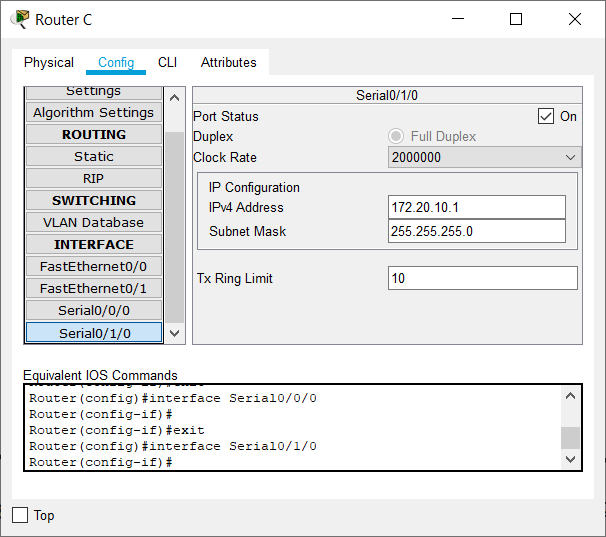 Router C
Physical Config CLI Attributes
Settings
Algorithm Settings
ROUTING
Static
RIP
SWITCHING
VLAN Database
INTERFACE
FastEthernet0/0
FastEthernet0/1
Serial0/0/0
Serial0/1/0
Serial0/1/0
Port Status On
Duplex Full Duplex
Clock Rate 2000000
IP Configuration
IPv4 Address 172.20.10.1
Subnet Mask 255.255.255.0
Tx Ring Limit 10
Equivalent IOS Commands
Router(config-if)#exit
Router(config)#interface Serial0/0/0
Router(config-if)#
Router(config-if)#exit
Router(config)#interface Serial0/1/0
Router(config-if)#
Top